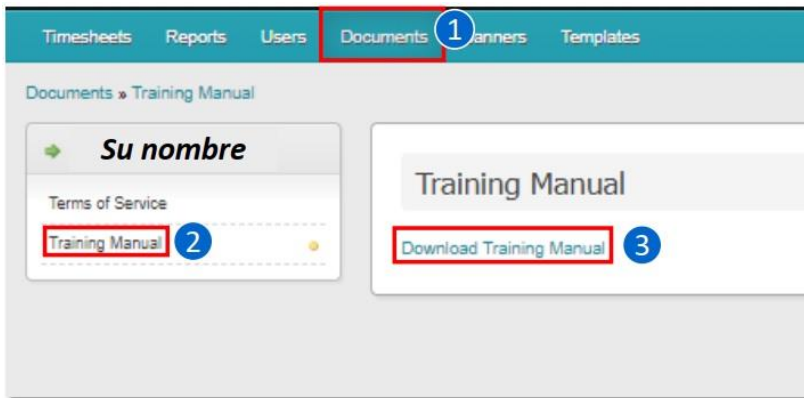 Timesheets Reports Users Documents 1 anners Templates
Documents » Training Manual
Su nombre
Terms of Service
Training Manual 2
Training Manual
Download Training Manual 3